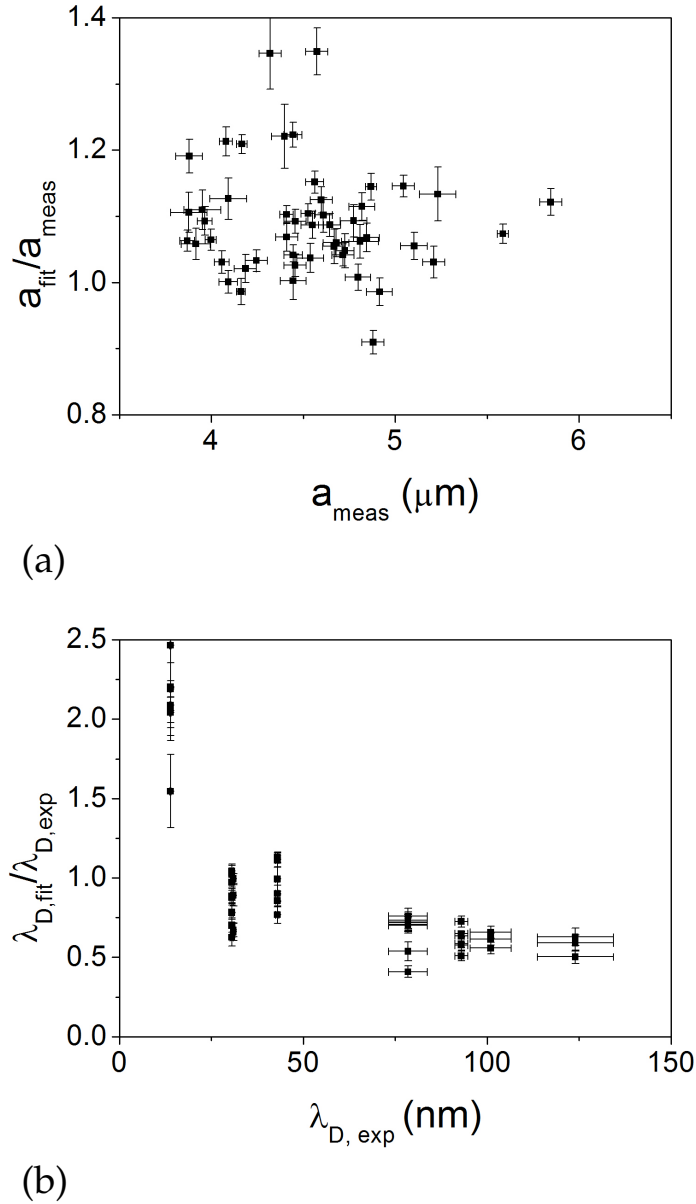 1.4
1.2
1.0
0.8
a_fit/a_meas
4 5 6
a_meas (μm)
(a)
2.5
2.0
1.5
1.0
0.5
0.0
λ_D,fit/λ_D,exp
0 50 100 150
λ_D, exp (nm)
(b)